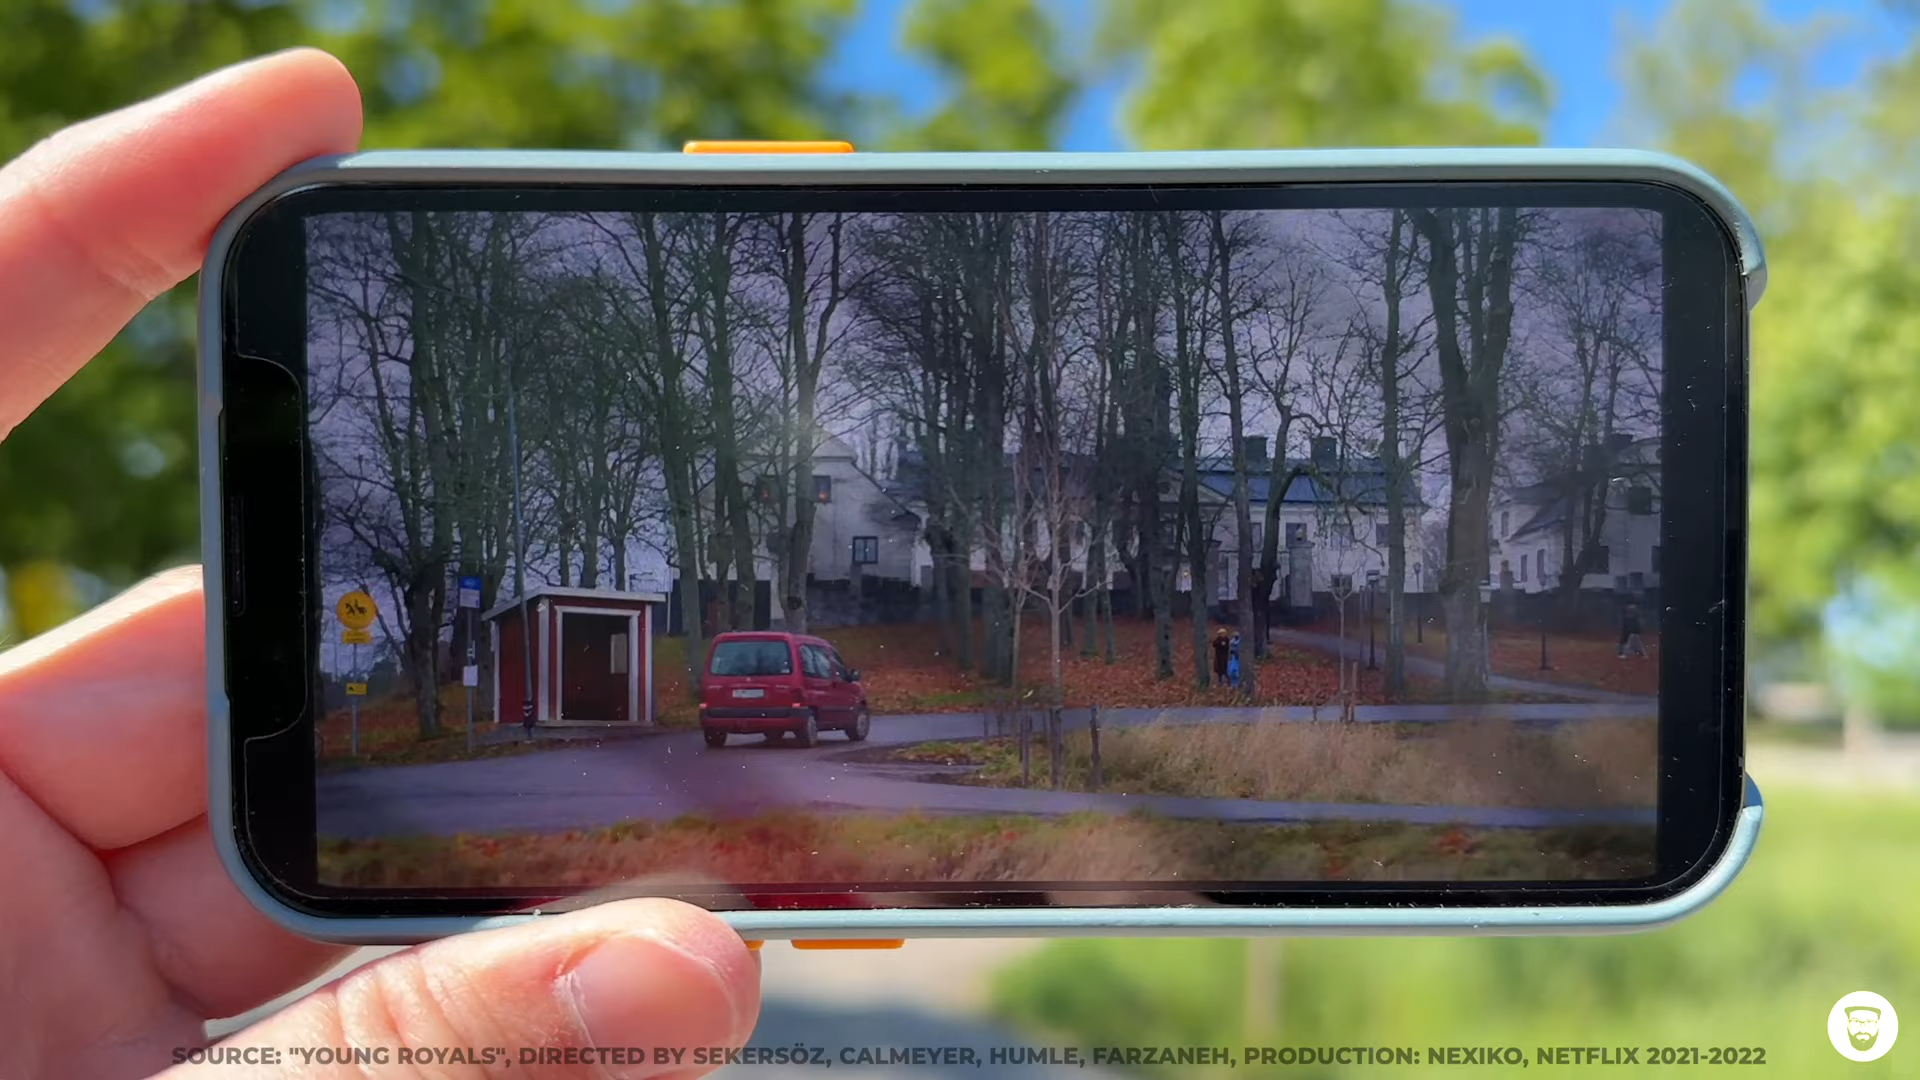 SOURCE: "YOUNG ROYALS", DIRECTED BY SEKERSÖZ, CALMEYER, HUMLE, FARZANEH, PRODUCTION: NEXIKO, NETFLIX 2021-2022